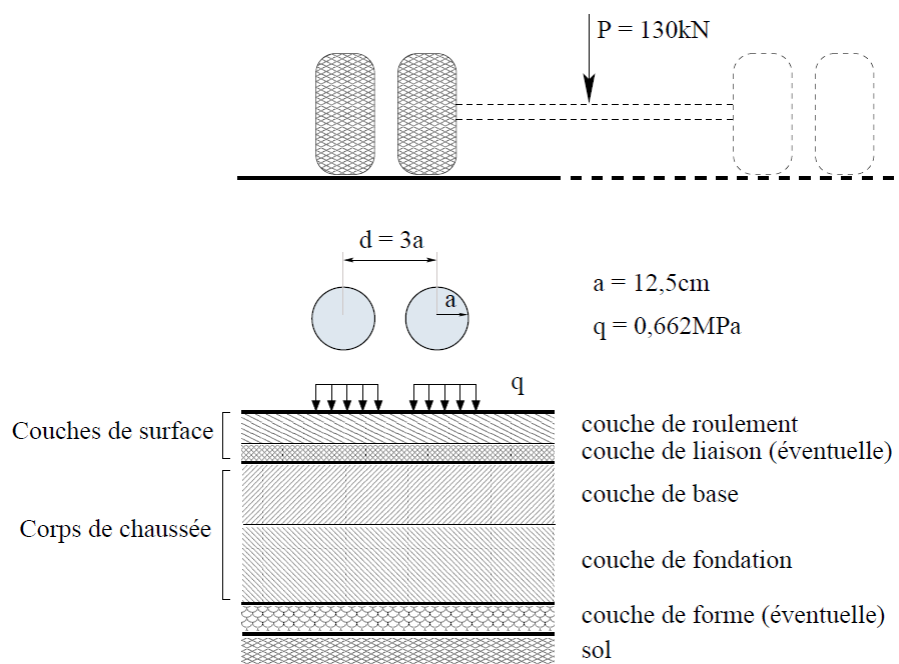 P = 130kN
d = 3a
a
a = 12,5cm
q = 0,662MPa
q
Couches de surface
couche de roulement
couche de liaison (éventuelle)
Corps de chaussée
couche de base
couche de fondation
couche de forme (éventuelle)
sol